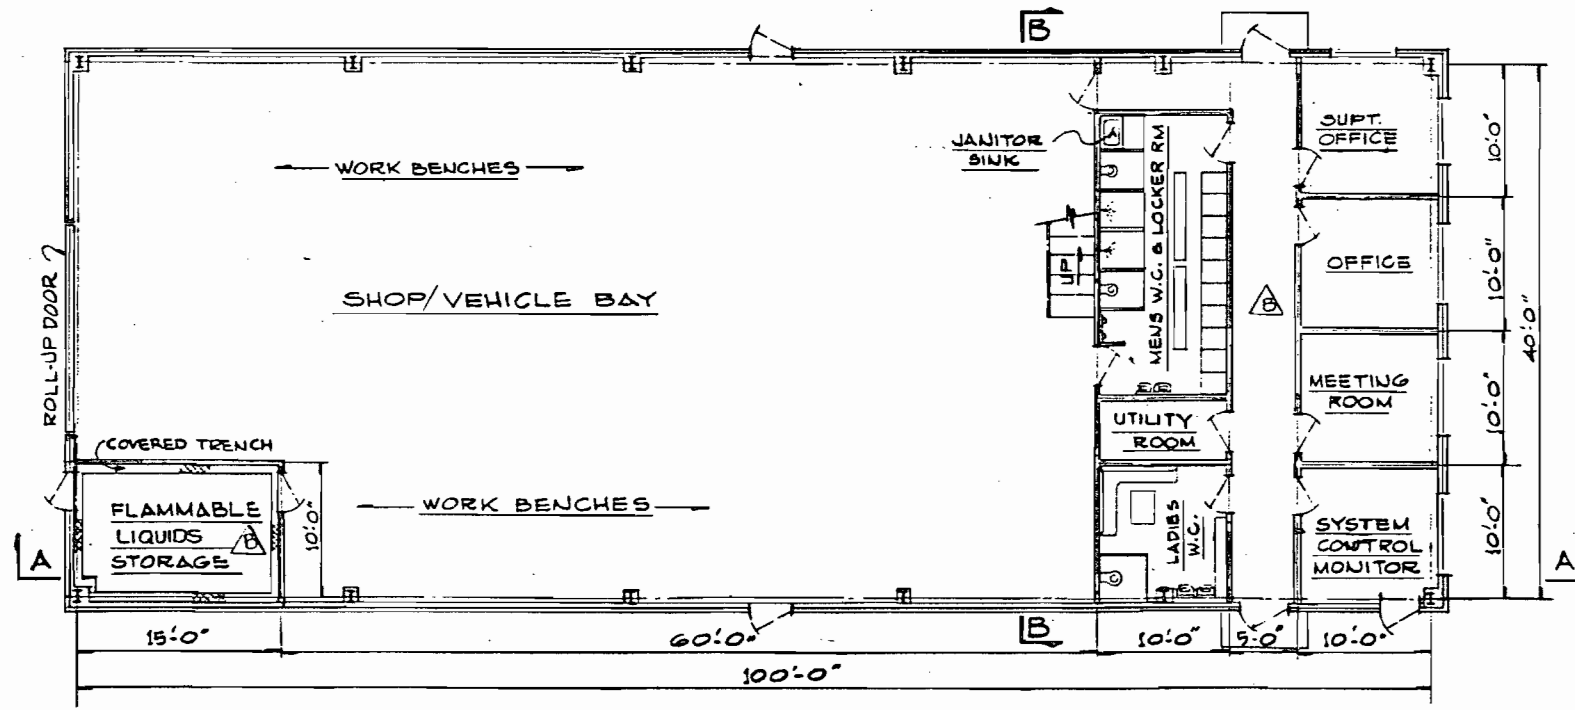 B
SUPT.
OFFICE
10'-0"
JANITOR
SINK
WORK BENCHES
MENS W.C. & LOCKER RM
UP
OFFICE
10'-0"
40'-0"
ROLL-UP DOOR
SHOP/VEHICLE BAY
B
MEETING
ROOM
10'-0"
UTILITY
ROOM
COVERED TRENCH
FLAMMABLE
LIQUIDS
STORAGE
B
10'-0"
WORK BENCHES
LADIES
W.C.
SYSTEM
CONTROL
MONITOR
10'-0"
A
A
B
15'-0"
60'-0"
10'-0"
5'-0"
10'-0"
100'-0"